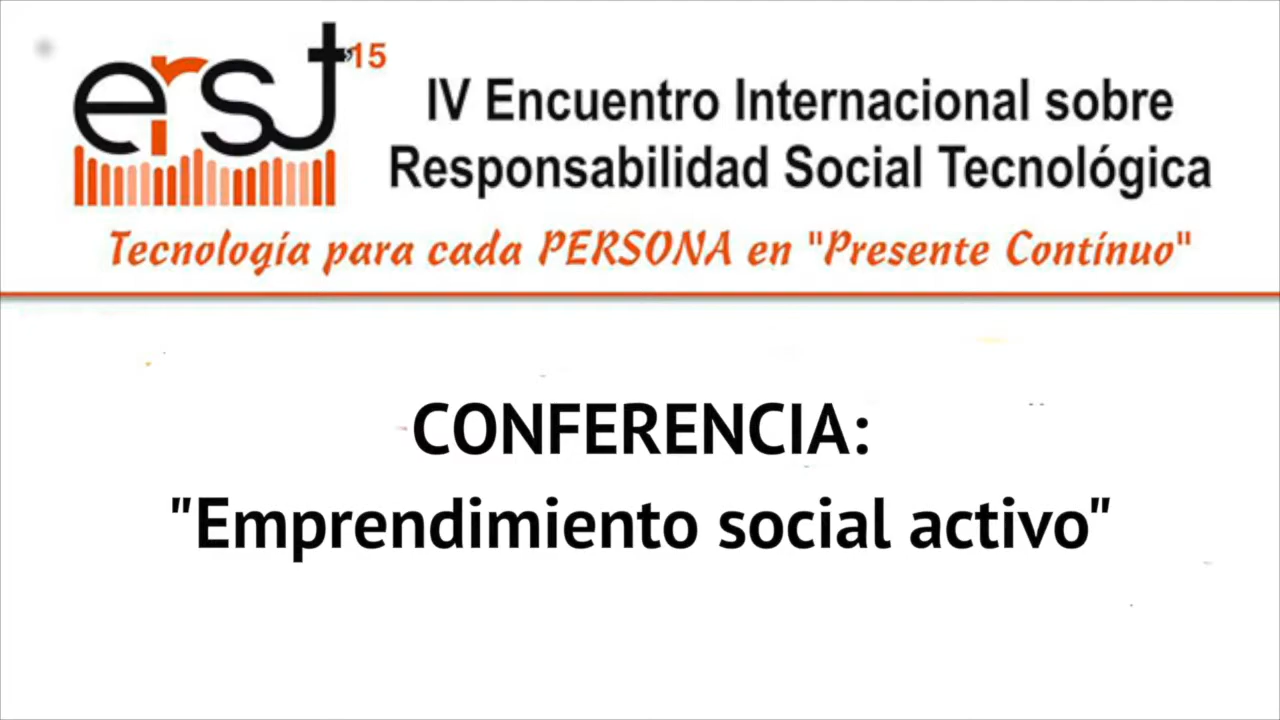 erst '15
IV Encuentro Internacional sobre
Responsabilidad Social Tecnológica
Tecnología para cada PERSONA en "Presente Contínuo"
CONFERENCIA:
"Emprendimiento social activo"